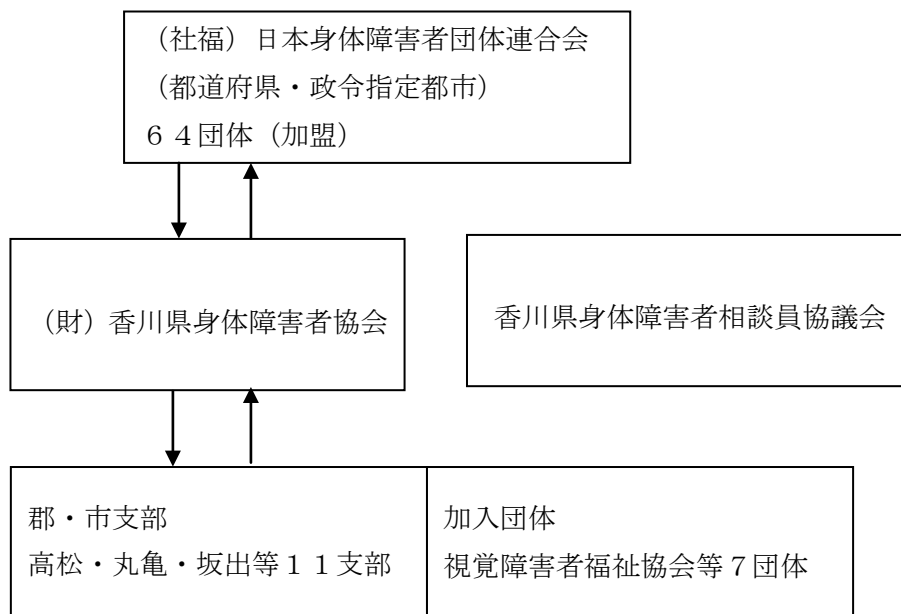 （社福）日本身体障害者団体連合会
（都道府県・政令指定都市）
６４団体（加盟）
（財）香川県身体障害者協会
香川県身体障害者相談員協議会
郡・市支部
高松・丸亀・坂出等１１支部
加入団体
視覚障害者福祉協会等７団体